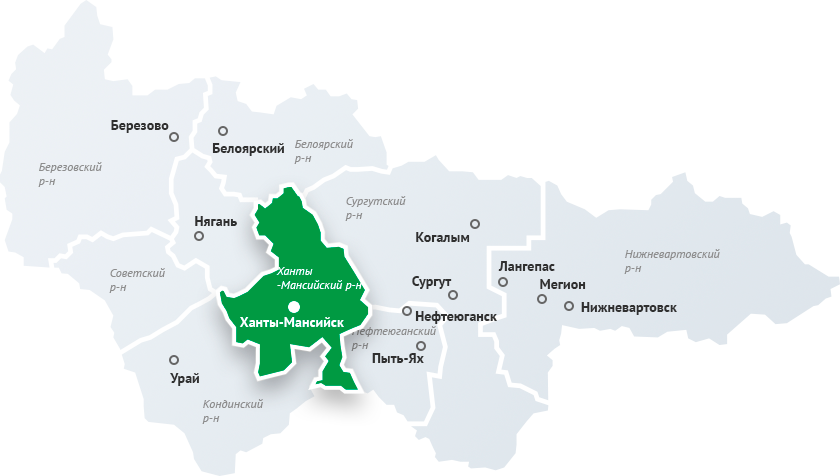 Березово
Белоярский
Белоярский
р-н
Березовский
р-н
Сургутский
р-н
Нягань
Когалым
Нижневартовский
р-н
Советский
р-н
Ханты
-Мансийский р-н
Лангепас
Сургут
Мегион
Нижневартовск
Ханты-Мансийск
Нефтеюганск
Нефтеюганский
р-н
Пыть-Ях
Урай
Кондинский
р-н